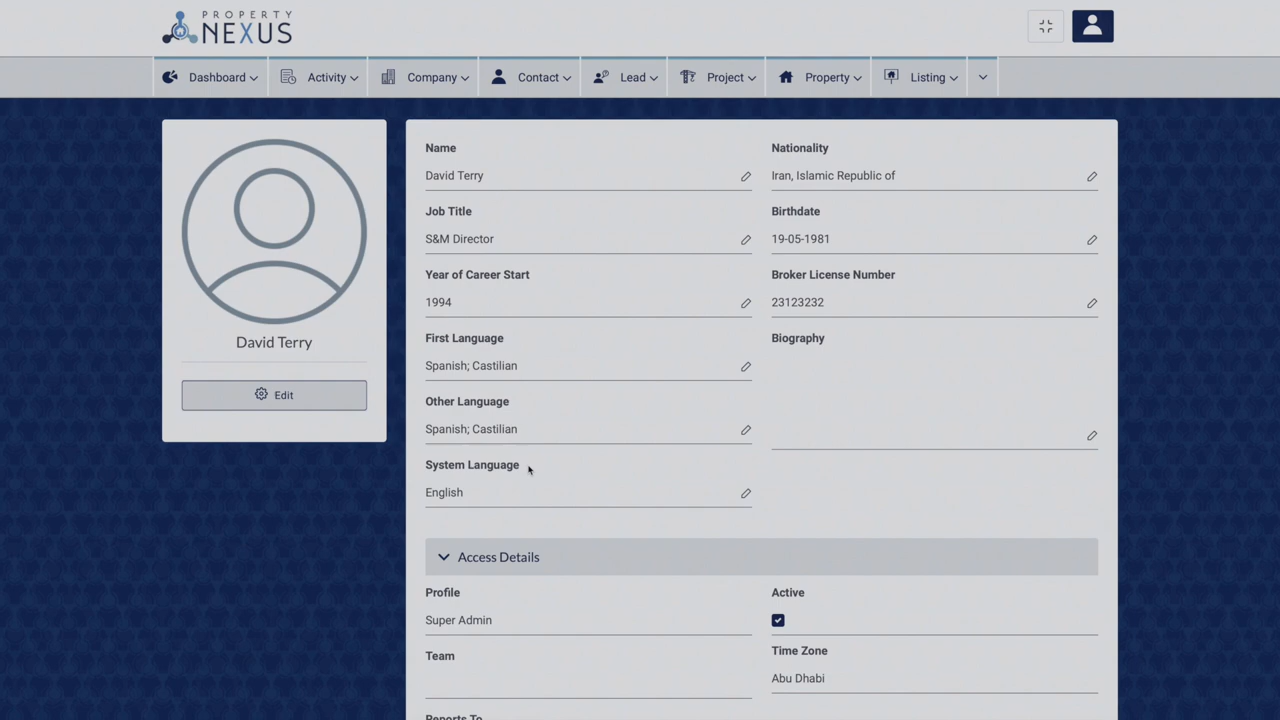 PROPERTY
NEXUS
Dashboard
Activity
Company
Contact
Lead
Project
Property
Listing
David Terry
Edit
Name
David Terry
Nationality
Iran, Islamic Republic of
Job Title
S&M Director
Birthdate
19-05-1981
Year of Career Start
1994
Broker License Number
23123232
First Language
Spanish; Castilian
Biography
Other Language
Spanish; Castilian
System Language
English
Access Details
Profile
Super Admin
Active
Team
Time Zone
Abu Dhabi
Reports To